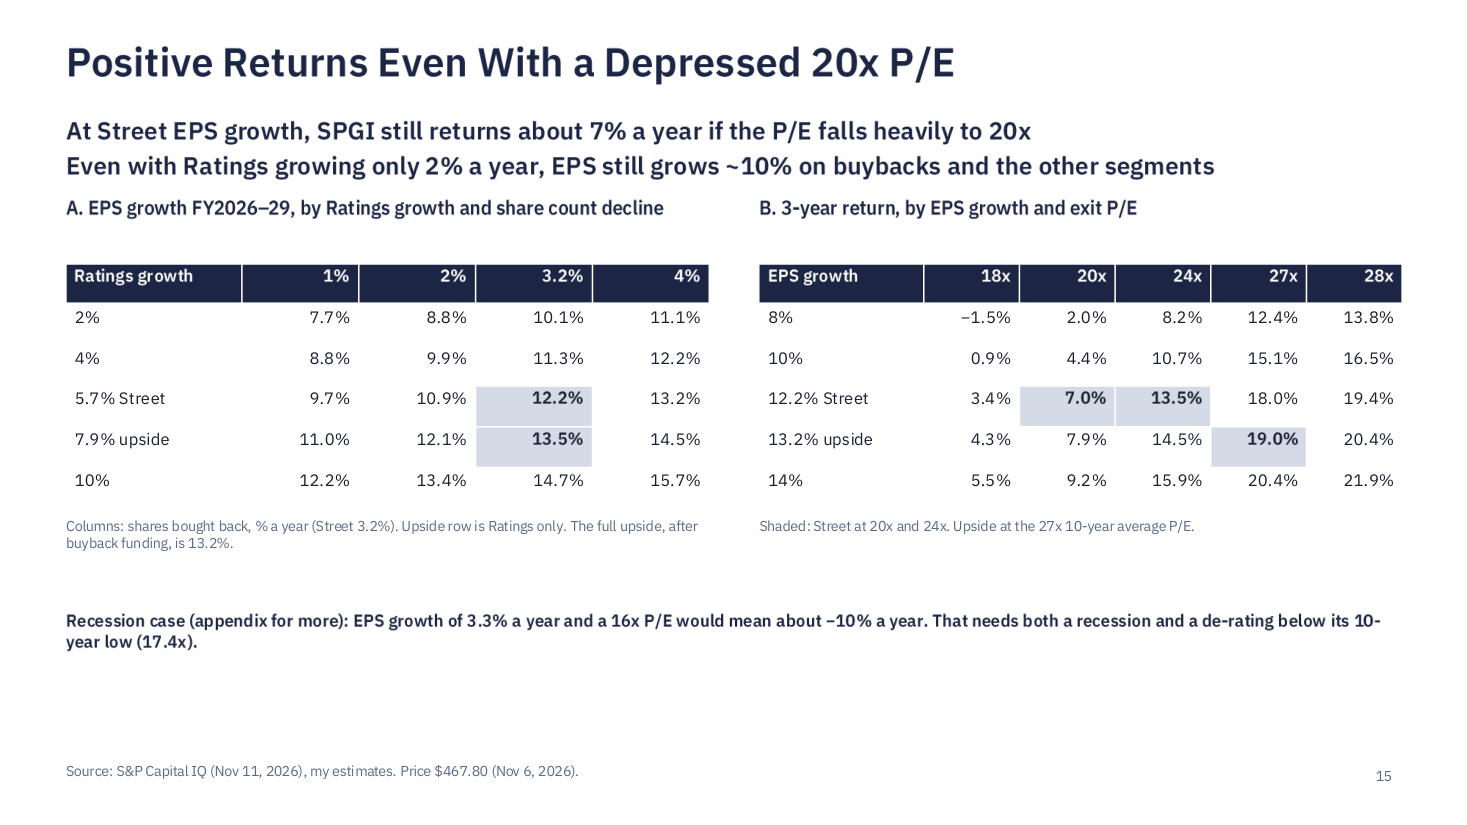 Positive Returns Even With a Depressed 20x P/E
At Street EPS growth, SPGI still returns about 7% a year if the P/E falls heavily to 20x
Even with Ratings growing only 2% a year, EPS still grows ~10% on buybacks and the other segments
A. EPS growth FY2026–29, by Ratings growth and share count decline
Ratings growth 1% 2% 3.2% 4%
2% 7.7% 8.8% 10.1% 11.1%
4% 8.8% 9.9% 11.3% 12.2%
5.7% Street 9.7% 10.9% 12.2% 13.2%
7.9% upside 11.0% 12.1% 13.5% 14.5%
10% 12.2% 13.4% 14.7% 15.7%
Columns: shares bought back, % a year (Street 3.2%). Upside row is Ratings only. The full upside, after
buyback funding, is 13.2%.
B. 3-year return, by EPS growth and exit P/E
EPS growth 18x 20x 24x 27x 28x
8% −1.5% 2.0% 8.2% 12.4% 13.8%
10% 0.9% 4.4% 10.7% 15.1% 16.5%
12.2% Street 3.4% 7.0% 13.5% 18.0% 19.4%
13.2% upside 4.3% 7.9% 14.5% 19.0% 20.4%
14% 5.5% 9.2% 15.9% 20.4% 21.9%
Shaded: Street at 20x and 24x. Upside at the 27x 10-year average P/E.
Recession case (appendix for more): EPS growth of 3.3% a year and a 16x P/E would mean about −10% a year. That needs both a recession and a de-rating below its 10-
year low (17.4x).
Source: S&P Capital IQ (Nov 11, 2026), my estimates. Price $467.80 (Nov 6, 2026).
15